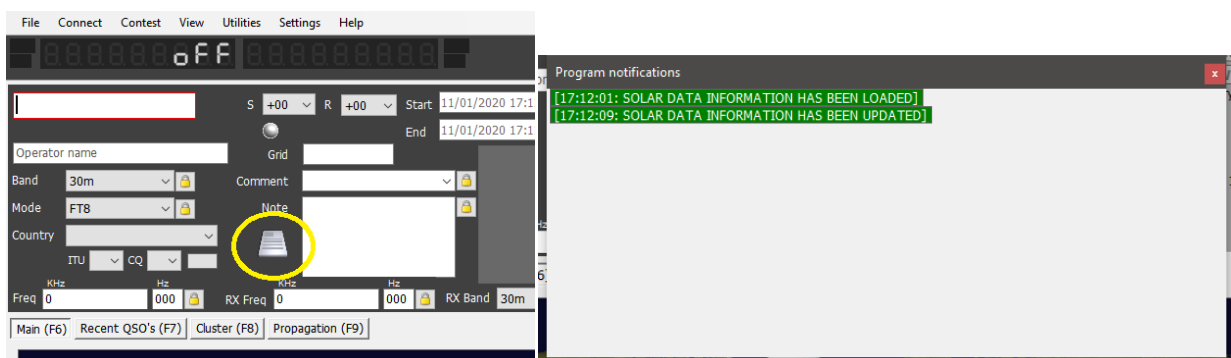 File Connect Contest View Utilities Settings Help
oFF
S +00 R +00 Start 11/01/2020 17:1
End 11/01/2020 17:1
Operator name
Grid
Band 30m Comment
Mode FT8 Note
Country
ITU CQ
KHz Hz KHz Hz
Freq 0 000 RX Freq 0 000 RX Band 30m
Main (F6) Recent QSO's (F7) Cluster (F8) Propagation (F9)
Program notifications
x
[17:12:01: SOLAR DATA INFORMATION HAS BEEN LOADED]
[17:12:09: SOLAR DATA INFORMATION HAS BEEN UPDATED]